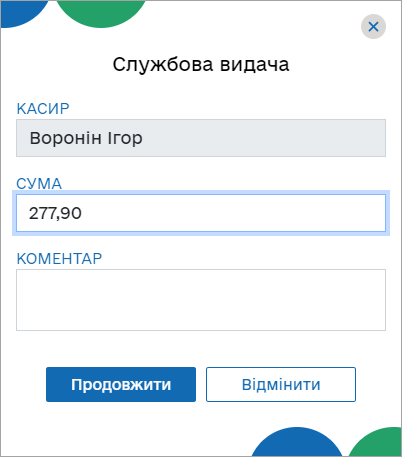 Службова видача
КАСИР
Воронін Ігор
СУМА
277,90
КОМЕНТАР
Продовжити
Відмінити